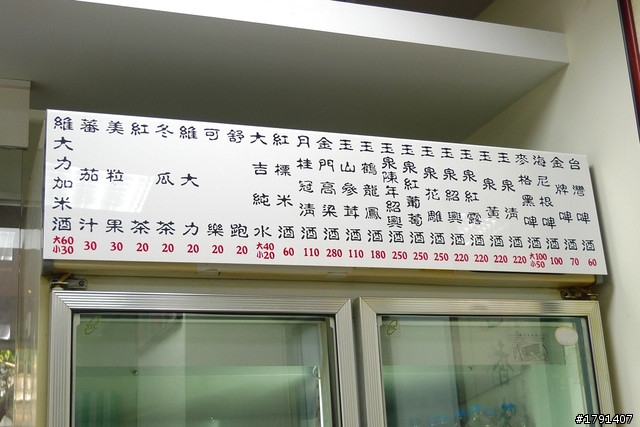 台灣啤酒 60
金牌啤酒 70
海尼根啤酒 100
麥格黑啤酒 大100 小50
玉泉清酒 220
玉泉黃酒 220
玉泉紅露酒 220
玉泉紹興酒 220
玉泉花雕酒 250
玉泉紅葡萄酒 250
玉泉陳年紹興酒 250
玉鶴龍鳳酒 180
玉山參茸酒 110
金門高梁酒 280
月桂冠清酒 110
紅標米酒 60
大吉純水 大40 小20
舒跑 20
可樂 20
維大力 20
冬瓜茶 20
紅茶 20
美粒果 30
蕃茄汁 30
維大力加米酒 大60 小30
#1791407